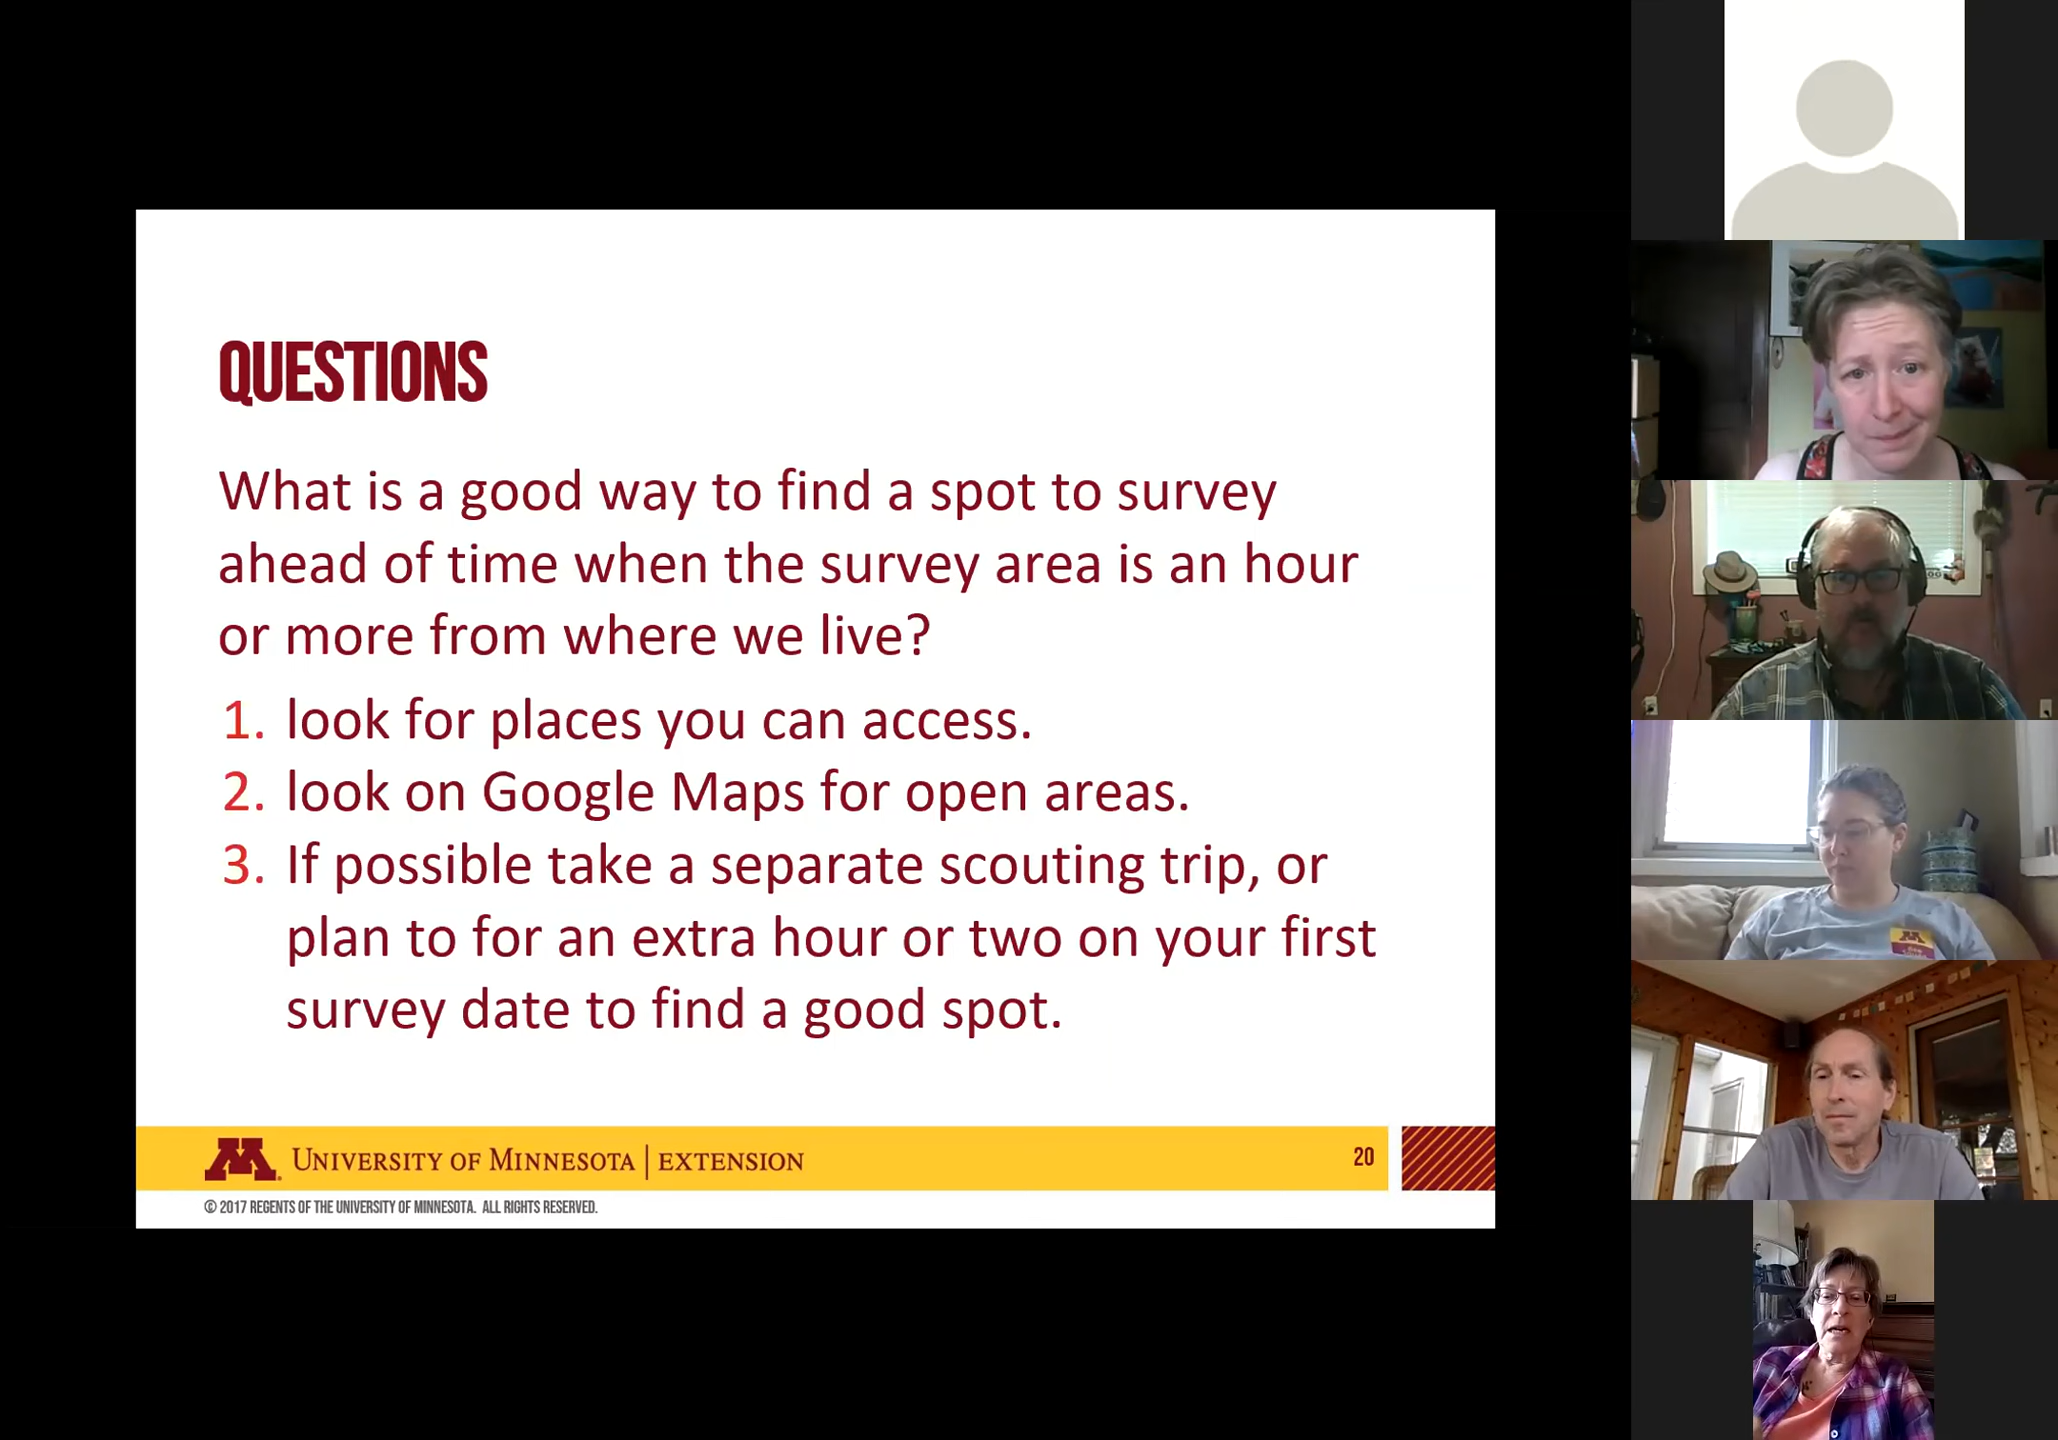 QUESTIONS
What is a good way to find a spot to survey
ahead of time when the survey area is an hour
or more from where we live?
1. look for places you can access.
2. look on Google Maps for open areas.
3. If possible take a separate scouting trip, or
plan to for an extra hour or two on your first
survey date to find a good spot.
M University of Minnesota | Extension
20
© 2017 REGENTS OF THE UNIVERSITY OF MINNESOTA. ALL RIGHTS RESERVED.